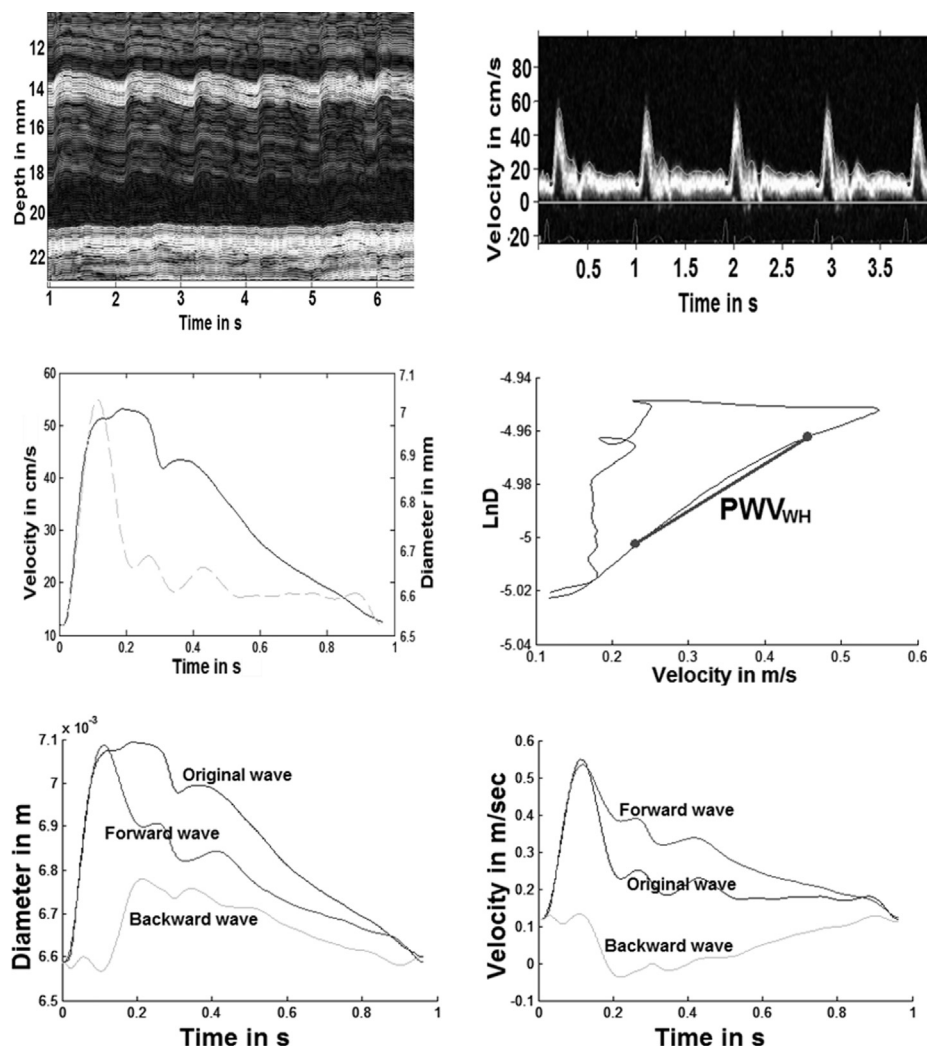 Depth in mm
12
14
16
18
20
22
1 2 3 4 5 6
Time in s
Velocity in cm/s
80
60
40
20
0
-20
0.5 1 1.5 2 2.5 3 3.5
Time in s
Velocity in cm/s
60
50
40
30
20
10
0 0.2 0.4 0.6 0.8 1
Time in s
7.1
7
6.9
6.8
6.7
6.6
6.5
Diameter in mm
LnD
-4.94
-4.96
-4.98
-5
-5.02
-5.04
PWVWH
0.1 0.2 0.3 0.4 0.5 0.6
Velocity in m/s
x 10-3
Diameter in m
7.1
7
6.9
6.8
6.7
6.6
6.5
Original wave
Forward wave
Backward wave
0 0.2 0.4 0.6 0.8 1
Time in s
Velocity in m/sec
0.6
0.5
0.4
0.3
0.2
0.1
0
-0.1
Forward wave
Original wave
Backward wave
0 0.2 0.4 0.6 0.8 1
Time in s